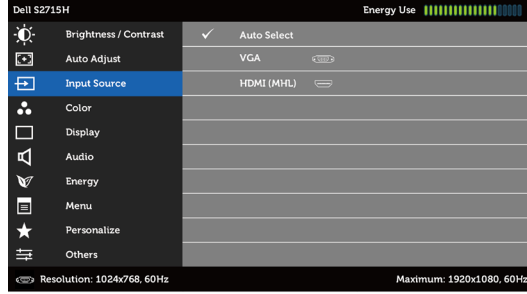 Dell S2715H Energy Use
Brightness / Contrast Auto Select
Auto Adjust VGA
Input Source HDMI (MHL)
Color
Display
Audio
Energy
Menu
Personalize
Others
Resolution: 1024x768, 60Hz Maximum: 1920x1080, 60Hz